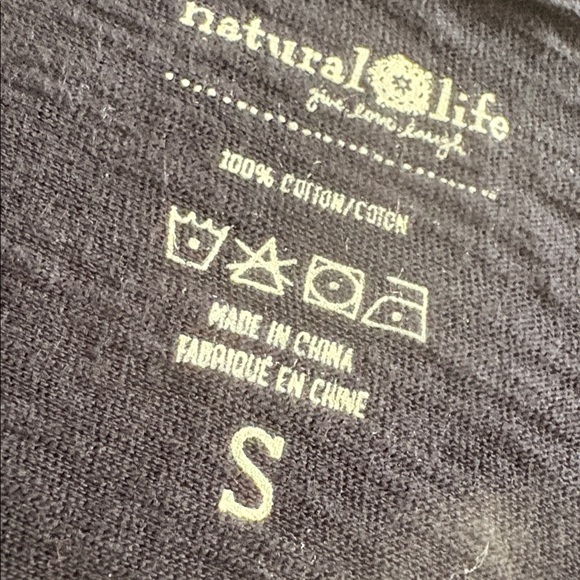 natural life
give. love. laugh.
100% COTTON/COTON
MADE IN CHINA
FABRIQUÉ EN CHINE
S